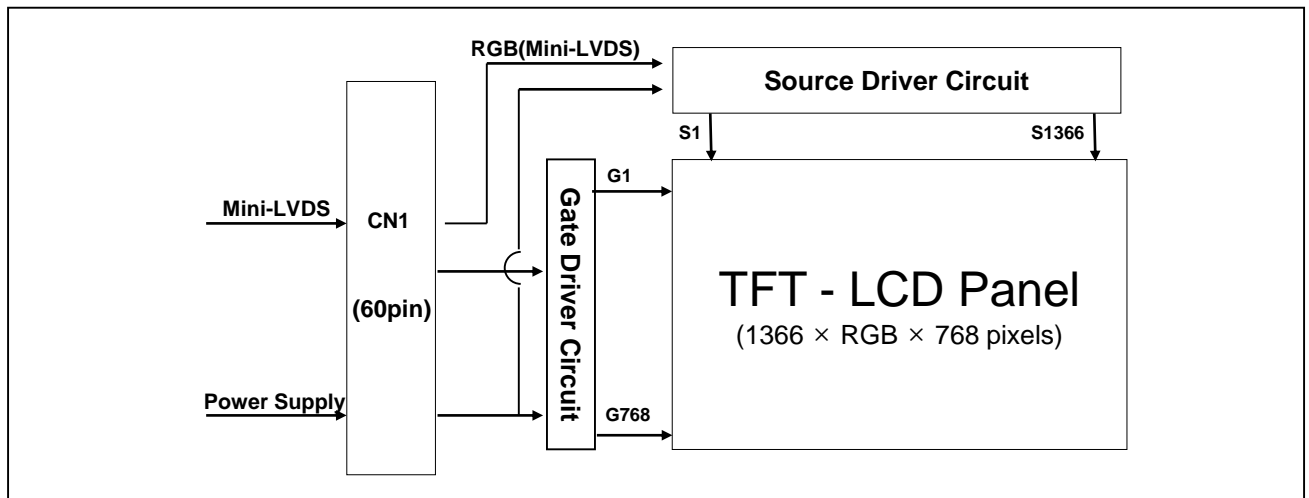 RGB(Mini-LVDS)
Source Driver Circuit
S1
S1366
Mini-LVDS
CN1
(60pin)
Power Supply
Gate Driver Circuit
G1
G768
TFT - LCD Panel
(1366 × RGB × 768 pixels)